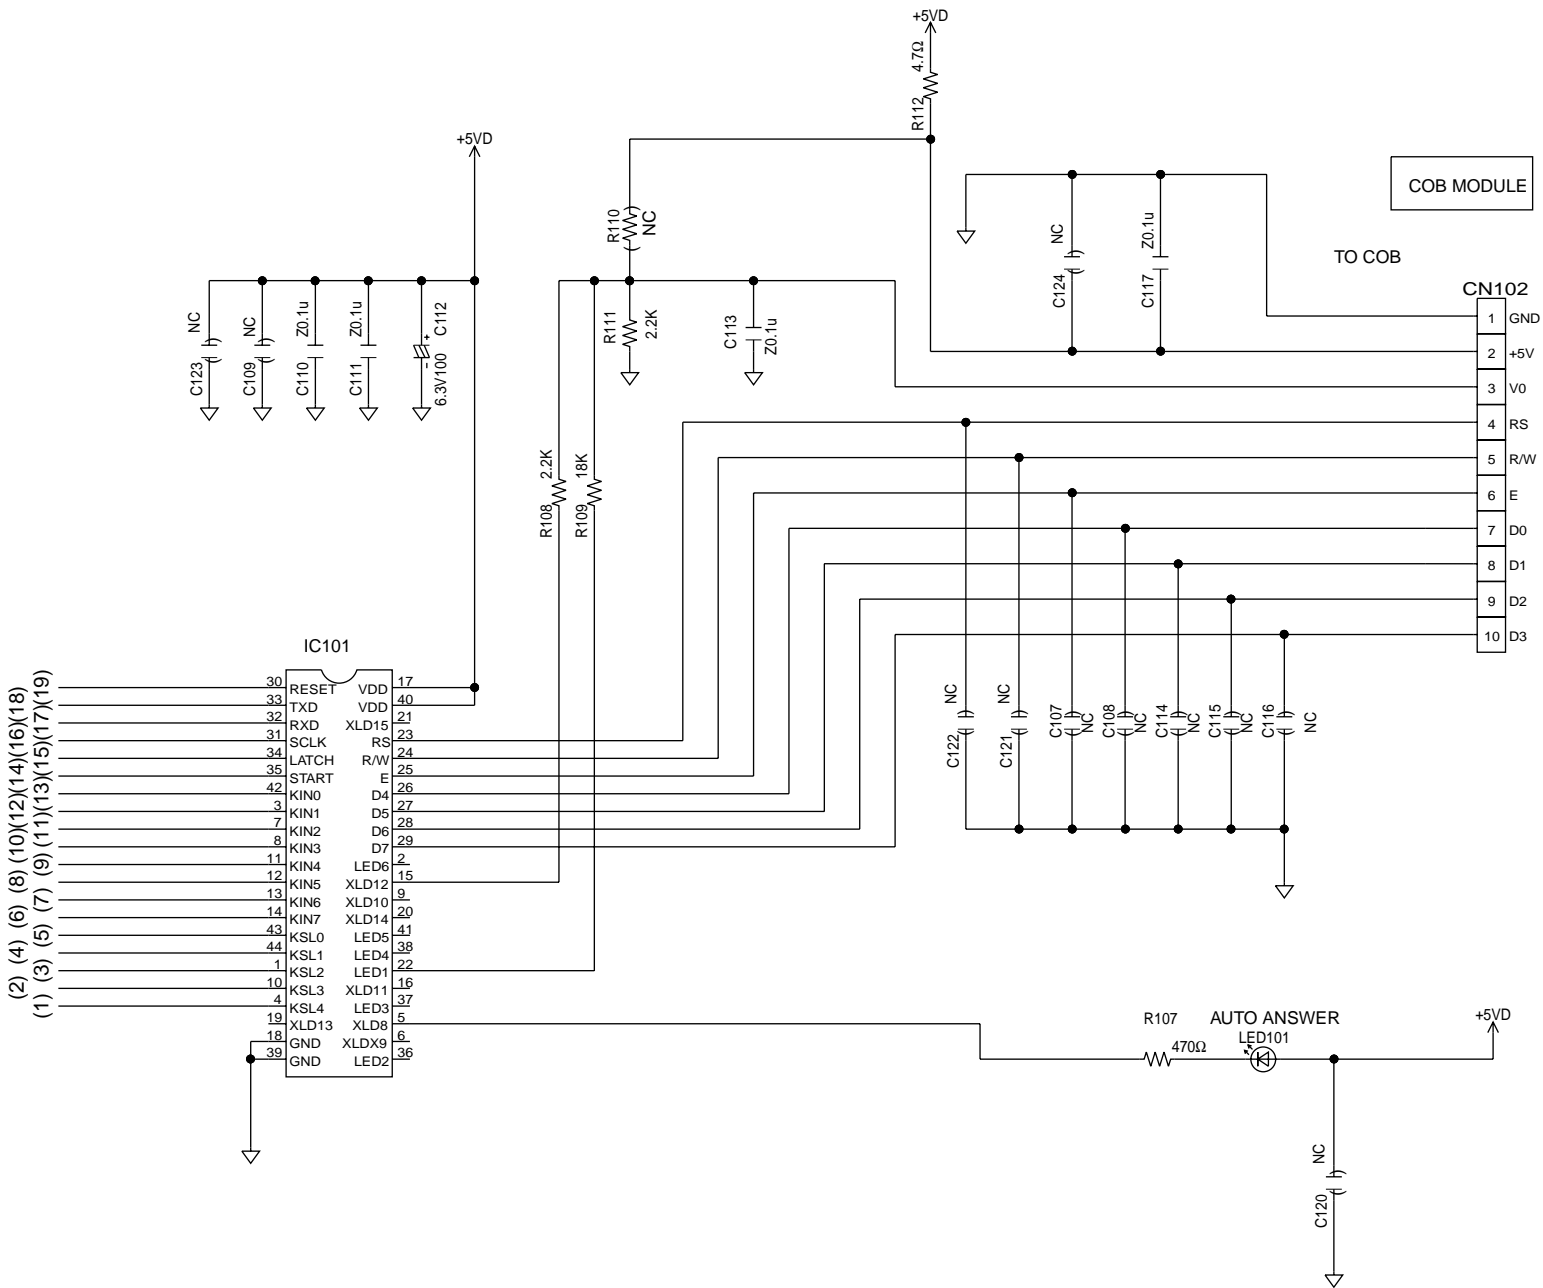 +5VD
4.7Ω
R112
+5VD
COB MODULE
R110
NC
TO COB
NC
C124
Z0.1u
C117
CN102
1 GND
2 +5V
3 V0
4 RS
5 R/W
6 E
7 D0
8 D1
9 D2
10 D3
NC
C123
NC
C109
Z0.1u
C110
Z0.1u
C111
C112
+
-
6.3V100
R111
2.2K
C113
Z0.1u
2.2K
R108
18K
R109
IC101
30 RESET VDD 17
33 TXD VDD 40
32 RXD XLD15 21
31 SCLK RS 23
34 LATCH R/W 24
35 START E 25
42 KIN0 D4 26
3 KIN1 D5 27
7 KIN2 D6 28
8 KIN3 D7 29
11 KIN4 LED6 2
12 KIN5 XLD12 15
13 KIN6 XLD10 9
14 KIN7 XLD14 20
43 KSL0 LED5 41
44 KSL1 LED4 38
1 KSL2 LED1 22
10 KSL3 XLD11 16
4 KSL4 LED3 37
19 XLD13 XLD8 5
18 GND XLDX9 6
39 GND LED2 36
(2) (4) (6) (8) (10)(12)(14)(16)(18)
(1) (3) (5) (7) (9) (11)(13)(15)(17)(19)
NC
C122
NC
C121
C107
NC
C108
NC
C114
NC
C115
NC
C116
NC
R107
470Ω
AUTO ANSWER
LED101
+5VD
NC
C120